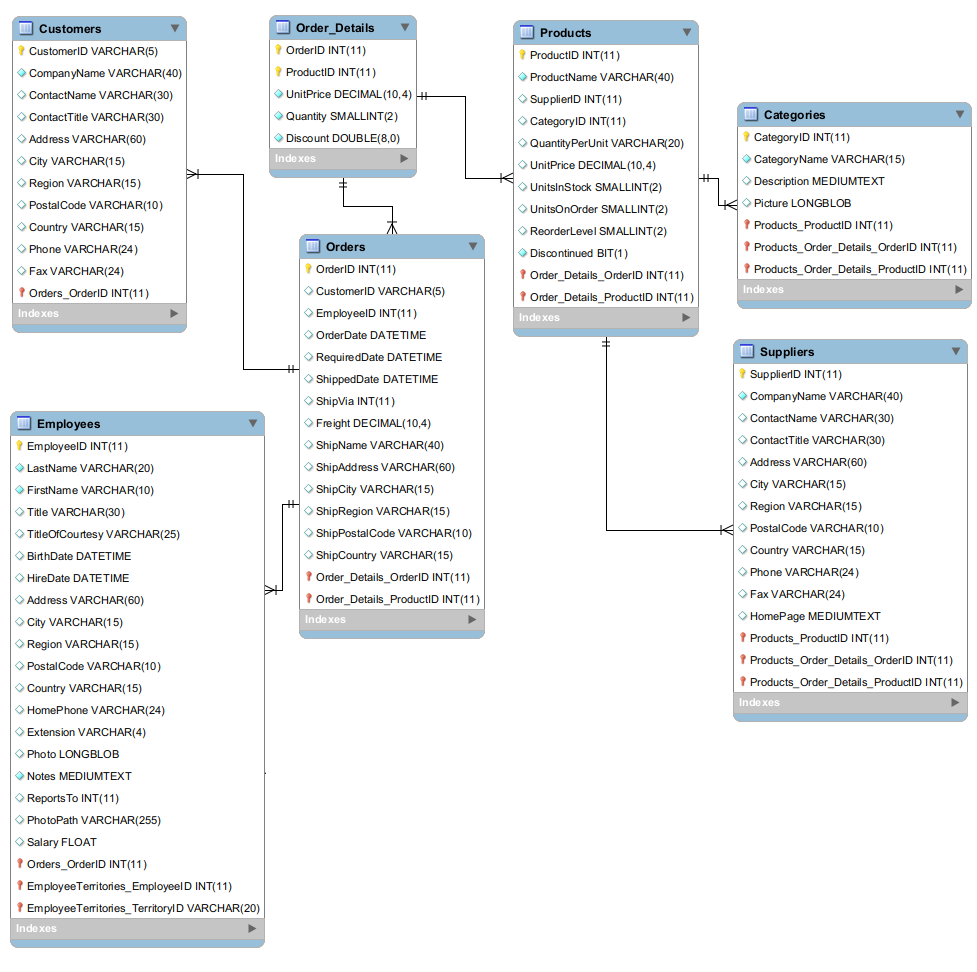 Customers
CustomerID VARCHAR(5)
CompanyName VARCHAR(40)
ContactName VARCHAR(30)
ContactTitle VARCHAR(30)
Address VARCHAR(60)
City VARCHAR(15)
Region VARCHAR(15)
PostalCode VARCHAR(10)
Country VARCHAR(15)
Phone VARCHAR(24)
Fax VARCHAR(24)
Orders_OrderID INT(11)
Indexes
Order_Details
OrderID INT(11)
ProductID INT(11)
UnitPrice DECIMAL(10,4)
Quantity SMALLINT(2)
Discount DOUBLE(8,0)
Indexes
Products
ProductID INT(11)
ProductName VARCHAR(40)
SupplierID INT(11)
CategoryID INT(11)
QuantityPerUnit VARCHAR(20)
UnitPrice DECIMAL(10,4)
UnitsInStock SMALLINT(2)
UnitsOnOrder SMALLINT(2)
ReorderLevel SMALLINT(2)
Discontinued BIT(1)
Order_Details_OrderID INT(11)
Order_Details_ProductID INT(11)
Indexes
Categories
CategoryID INT(11)
CategoryName VARCHAR(15)
Description MEDIUMTEXT
Picture LONGBLOB
Products_ProductID INT(11)
Products_Order_Details_OrderID INT(11)
Products_Order_Details_ProductID INT(11)
Indexes
Orders
OrderID INT(11)
CustomerID VARCHAR(5)
EmployeeID INT(11)
OrderDate DATETIME
RequiredDate DATETIME
ShippedDate DATETIME
ShipVia INT(11)
Freight DECIMAL(10,4)
ShipName VARCHAR(40)
ShipAddress VARCHAR(60)
ShipCity VARCHAR(15)
ShipRegion VARCHAR(15)
ShipPostalCode VARCHAR(10)
ShipCountry VARCHAR(15)
Order_Details_OrderID INT(11)
Order_Details_ProductID INT(11)
Indexes
Suppliers
SupplierID INT(11)
CompanyName VARCHAR(40)
ContactName VARCHAR(30)
ContactTitle VARCHAR(30)
Address VARCHAR(60)
City VARCHAR(15)
Region VARCHAR(15)
PostalCode VARCHAR(10)
Country VARCHAR(15)
Phone VARCHAR(24)
Fax VARCHAR(24)
HomePage MEDIUMTEXT
Products_ProductID INT(11)
Products_Order_Details_OrderID INT(11)
Products_Order_Details_ProductID INT(11)
Indexes
Employees
EmployeeID INT(11)
LastName VARCHAR(20)
FirstName VARCHAR(10)
Title VARCHAR(30)
TitleOfCourtesy VARCHAR(25)
BirthDate DATETIME
HireDate DATETIME
Address VARCHAR(60)
City VARCHAR(15)
Region VARCHAR(15)
PostalCode VARCHAR(10)
Country VARCHAR(15)
HomePhone VARCHAR(24)
Extension VARCHAR(4)
Photo LONGBLOB
Notes MEDIUMTEXT
ReportsTo INT(11)
PhotoPath VARCHAR(255)
Salary FLOAT
Orders_OrderID INT(11)
EmployeeTerritories_EmployeeID INT(11)
EmployeeTerritories_TerritoryID VARCHAR(20)
Indexes